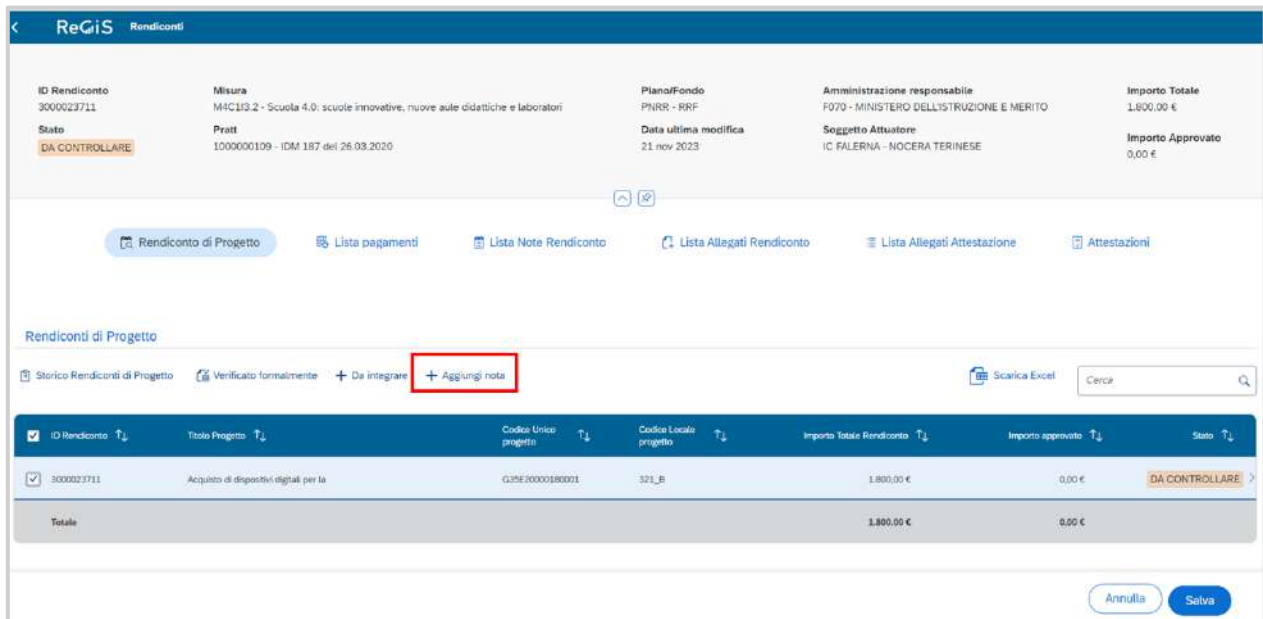 ReGiS Rendiconti
ID Rendiconto Misura Piano/Fondo Amministrazione responsabile Importo Totale
3000023711 M4C1I3.2 - Scuola 4.0: scuole innovative, nuove aule didattiche e laboratori PNRR - RRF F070 - MINISTERO DELL'ISTRUZIONE E MERITO 1.800,00 €
Stato Pratt Data ultima modifica Soggetto Attuatore Importo Approvato
DA CONTROLLARE 1000000109 - IDM 187 del 26.03.2020 21 nov 2023 IC FALERNA - NOCERA TERINESE 0,00 €
Rendiconto di Progetto Lista pagamenti Lista Note Rendiconto Lista Allegati Rendiconto Lista Allegati Attestazione Attestazioni
Rendiconti di Progetto
Storico Rendiconti di Progetto Verificato formalmente + Da integrare + Aggiungi nota Scarica Excel Cerca
ID Rendiconto Titolo Progetto Codice Unico progetto Codice Locale progetto Importo Totale Rendiconto Importo approvato Stato
3000023711 Acquisto di dispositivi digitali per la G35E20000180001 321_B 1.800,00 € 0,00 € DA CONTROLLARE
Totale 1.800.00 € 0,00 €
Annulla Salva